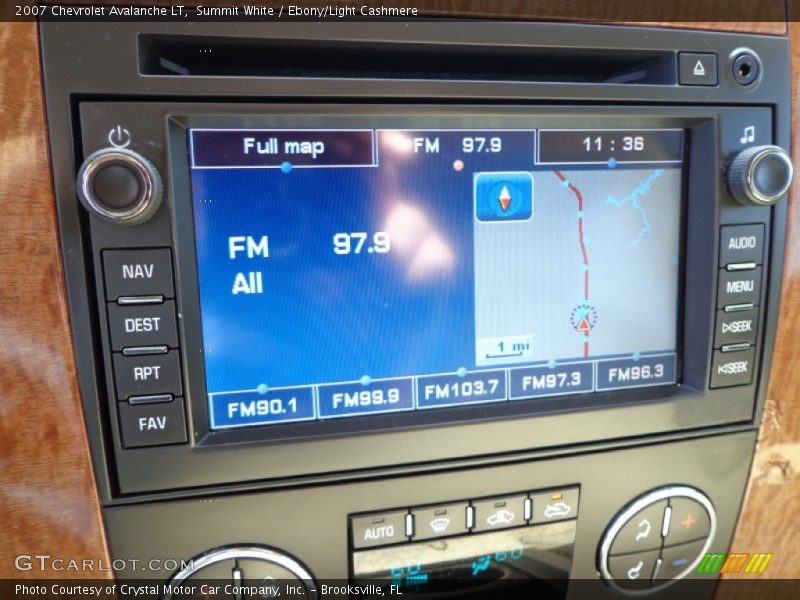 2007 Chevrolet Avalanche LT,  Summit White / Ebony/Light Cashmere
Full map
FM 97.9
11 : 36
FM 97.9
All
1 mi
FM90.1
FM99.9
FM103.7
FM97.3
FM96.3
NAV
DEST
RPT
FAV
AUDIO
MENU
SEEK
SEEK
AUTO
60
60
GTCARLOT.COM
Photo Courtesy of Crystal Motor Car Company, Inc. - Brooksville, FL